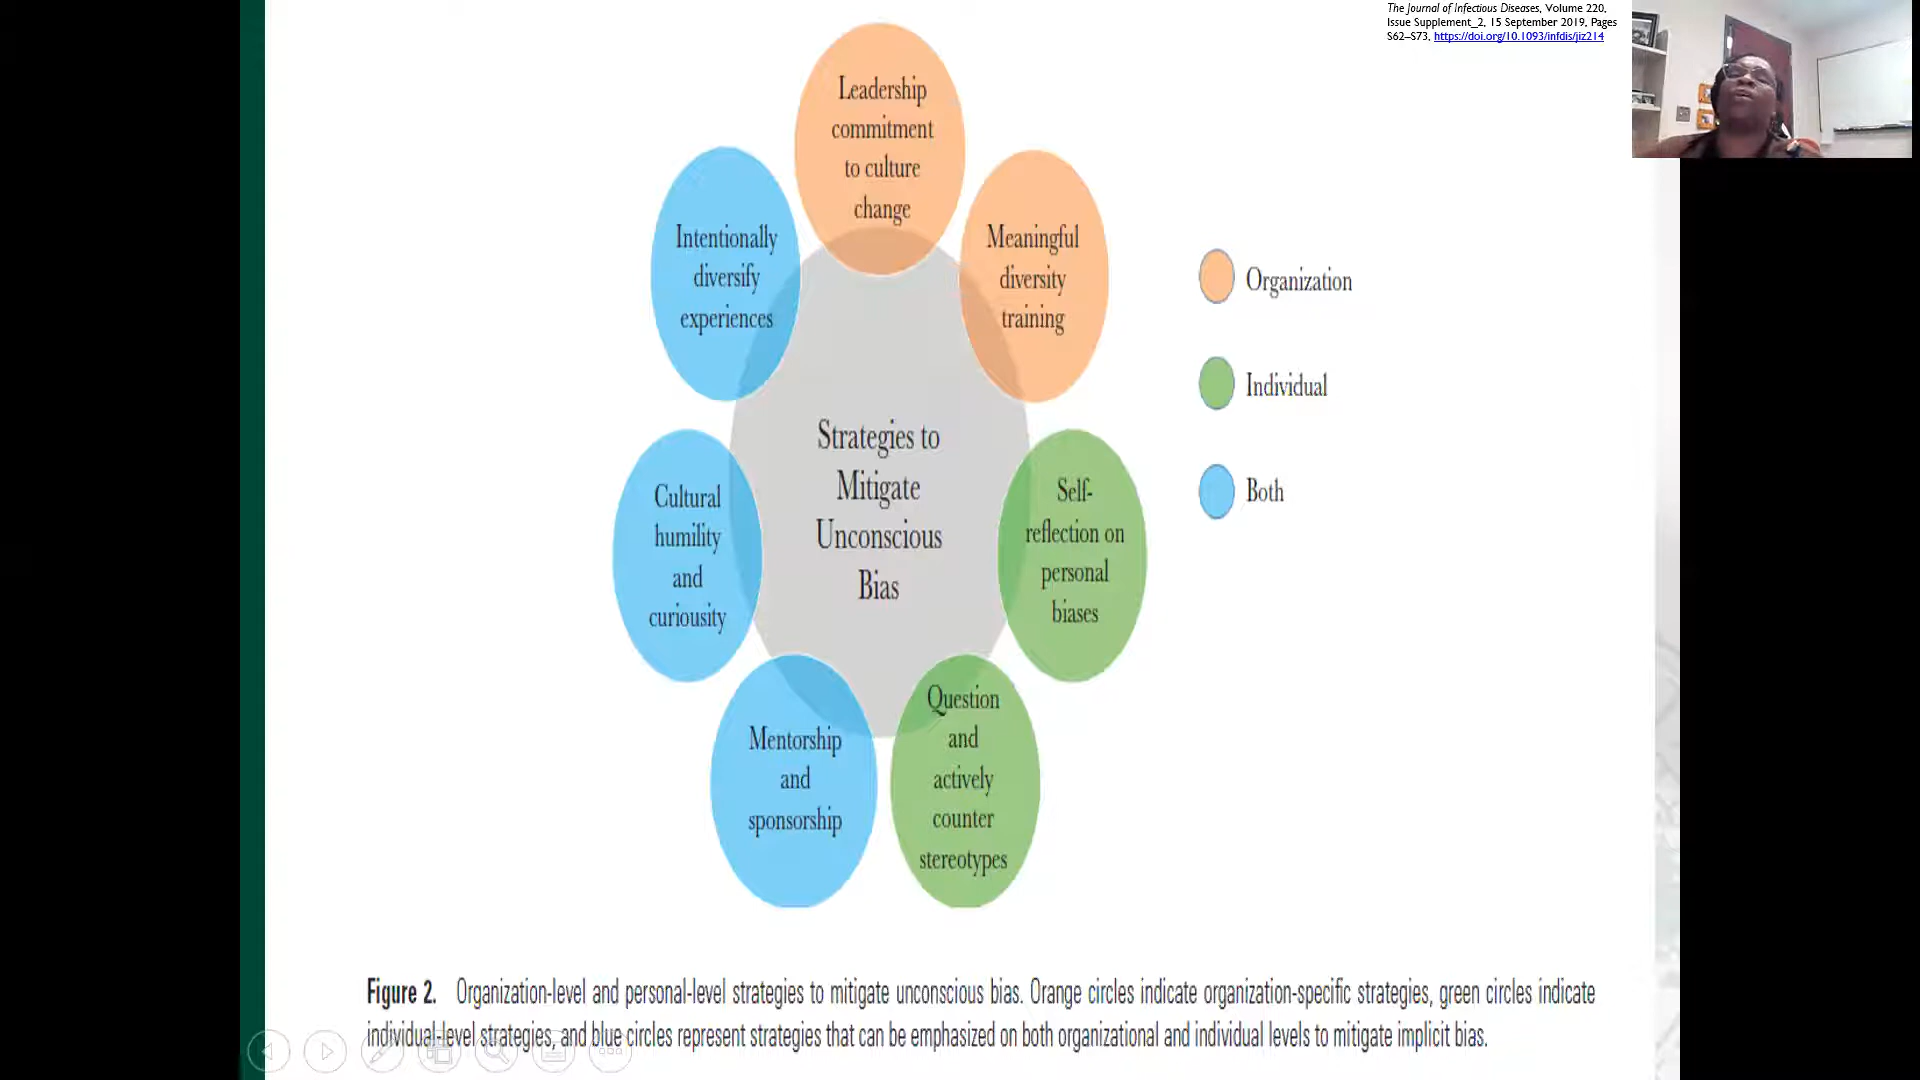 The Journal of Infectious Diseases, Volume 220,
Issue Supplement_2, 15 September 2019, Pages
S62–S73, https://doi.org/10.1093/infdis/jiz214
Leadership
commitment
to culture
change
Meaningful
diversity
training
Self-
reflection on
personal
biases
Question
and
actively
counter
stereotypes
Mentorship
and
sponsorship
Cultural
humility
and
curiousity
Intentionally
diversify
experiences
Strategies to
Mitigate
Unconscious
Bias
Organization
Individual
Both
Figure 2. Organization-level and personal-level strategies to mitigate unconscious bias. Orange circles indicate organization-specific strategies, green circles indicate
individual-level strategies, and blue circles represent strategies that can be emphasized on both organizational and individual levels to mitigate implicit bias.